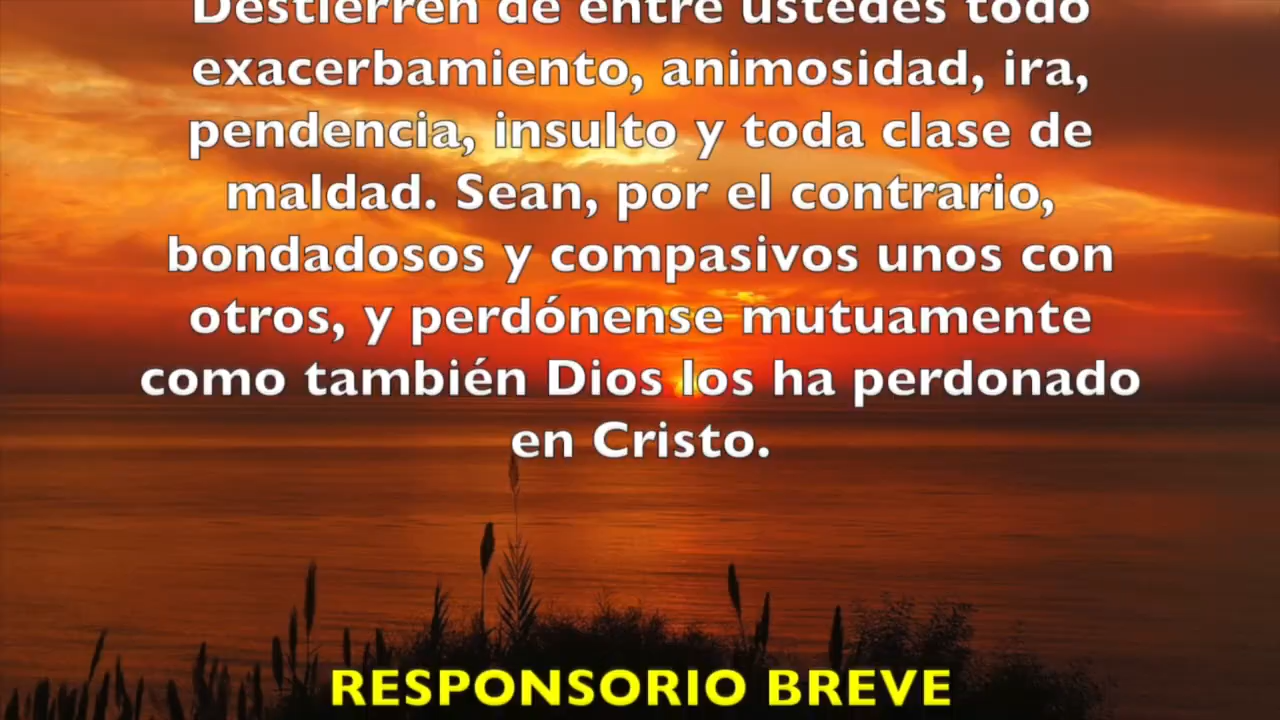 Destierren de entre ustedes todo
exacerbamiento, animosidad, ira,
pendencia, insulto y toda clase de
maldad. Sean, por el contrario,
bondadosos y compasivos unos con
otros, y perdónense mutuamente
como también Dios los ha perdonado
en Cristo.
RESPONSORIO BREVE